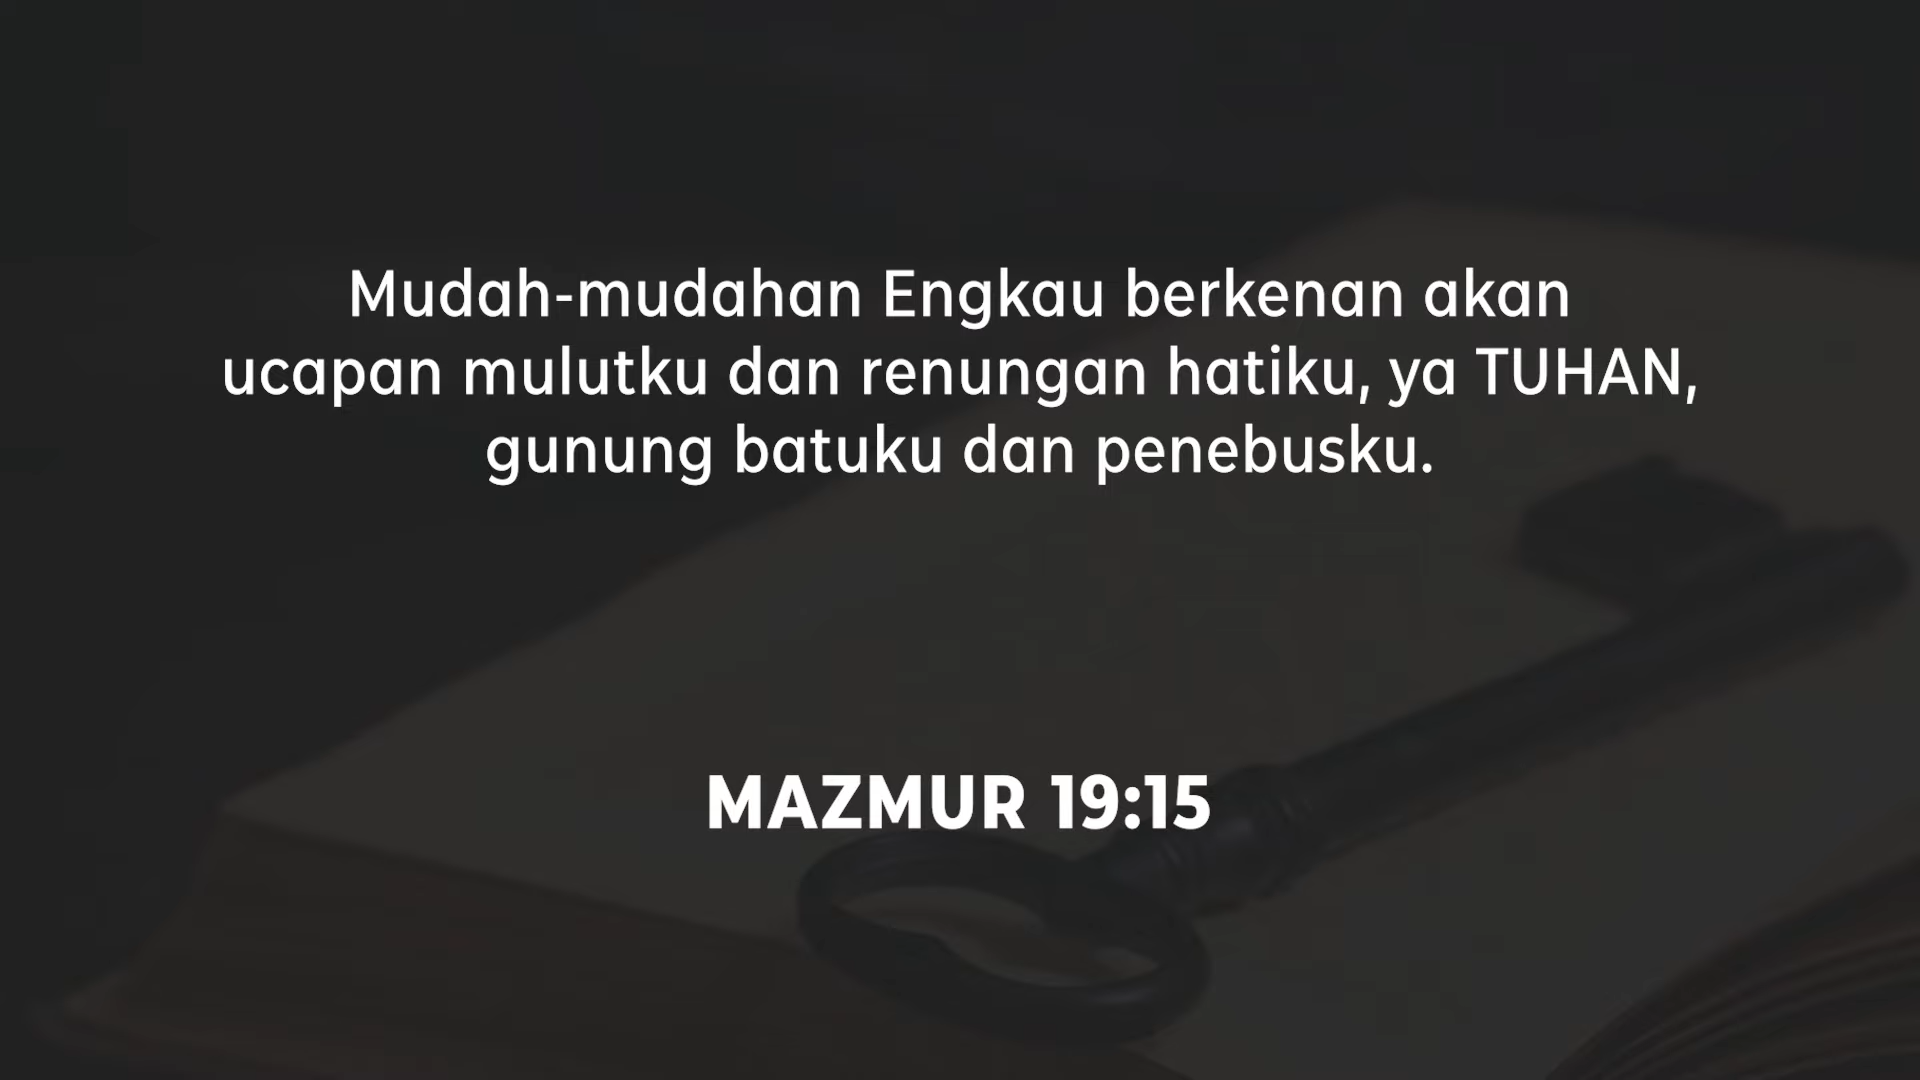 Mudah-mudahan Engkau berkenan akan
ucapan mulutku dan renungan hatiku, ya TUHAN,
gunung batuku dan penebusku.
MAZMUR 19:15